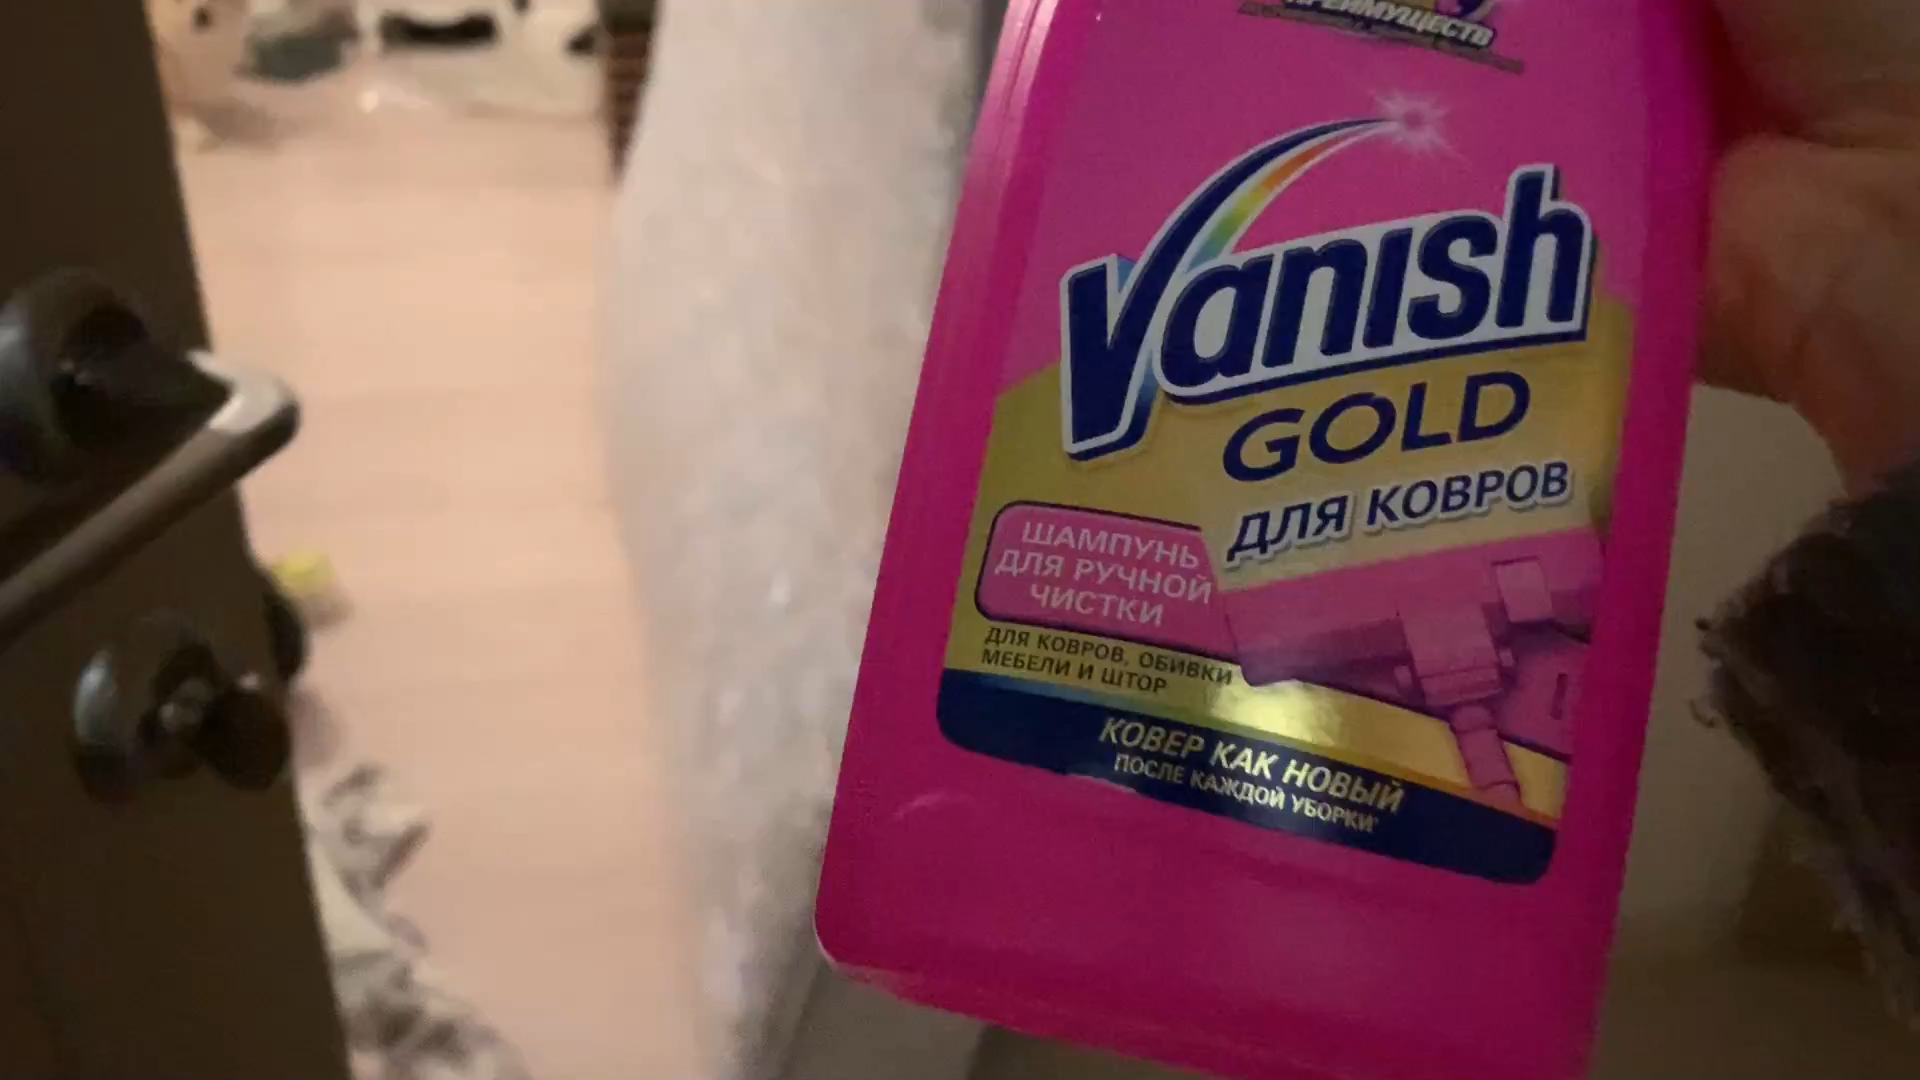 ПРЕИМУЩЕСТВ
Vanish
GOLD
ДЛЯ КОВРОВ
ШАМПУНЬ
ДЛЯ РУЧНОЙ
ЧИСТКИ
ДЛЯ КОВРОВ, ОБИВКИ
МЕБЕЛИ И ШТОР
КОВЕР КАК НОВЫЙ
ПОСЛЕ КАЖДОЙ УБОРКИ*